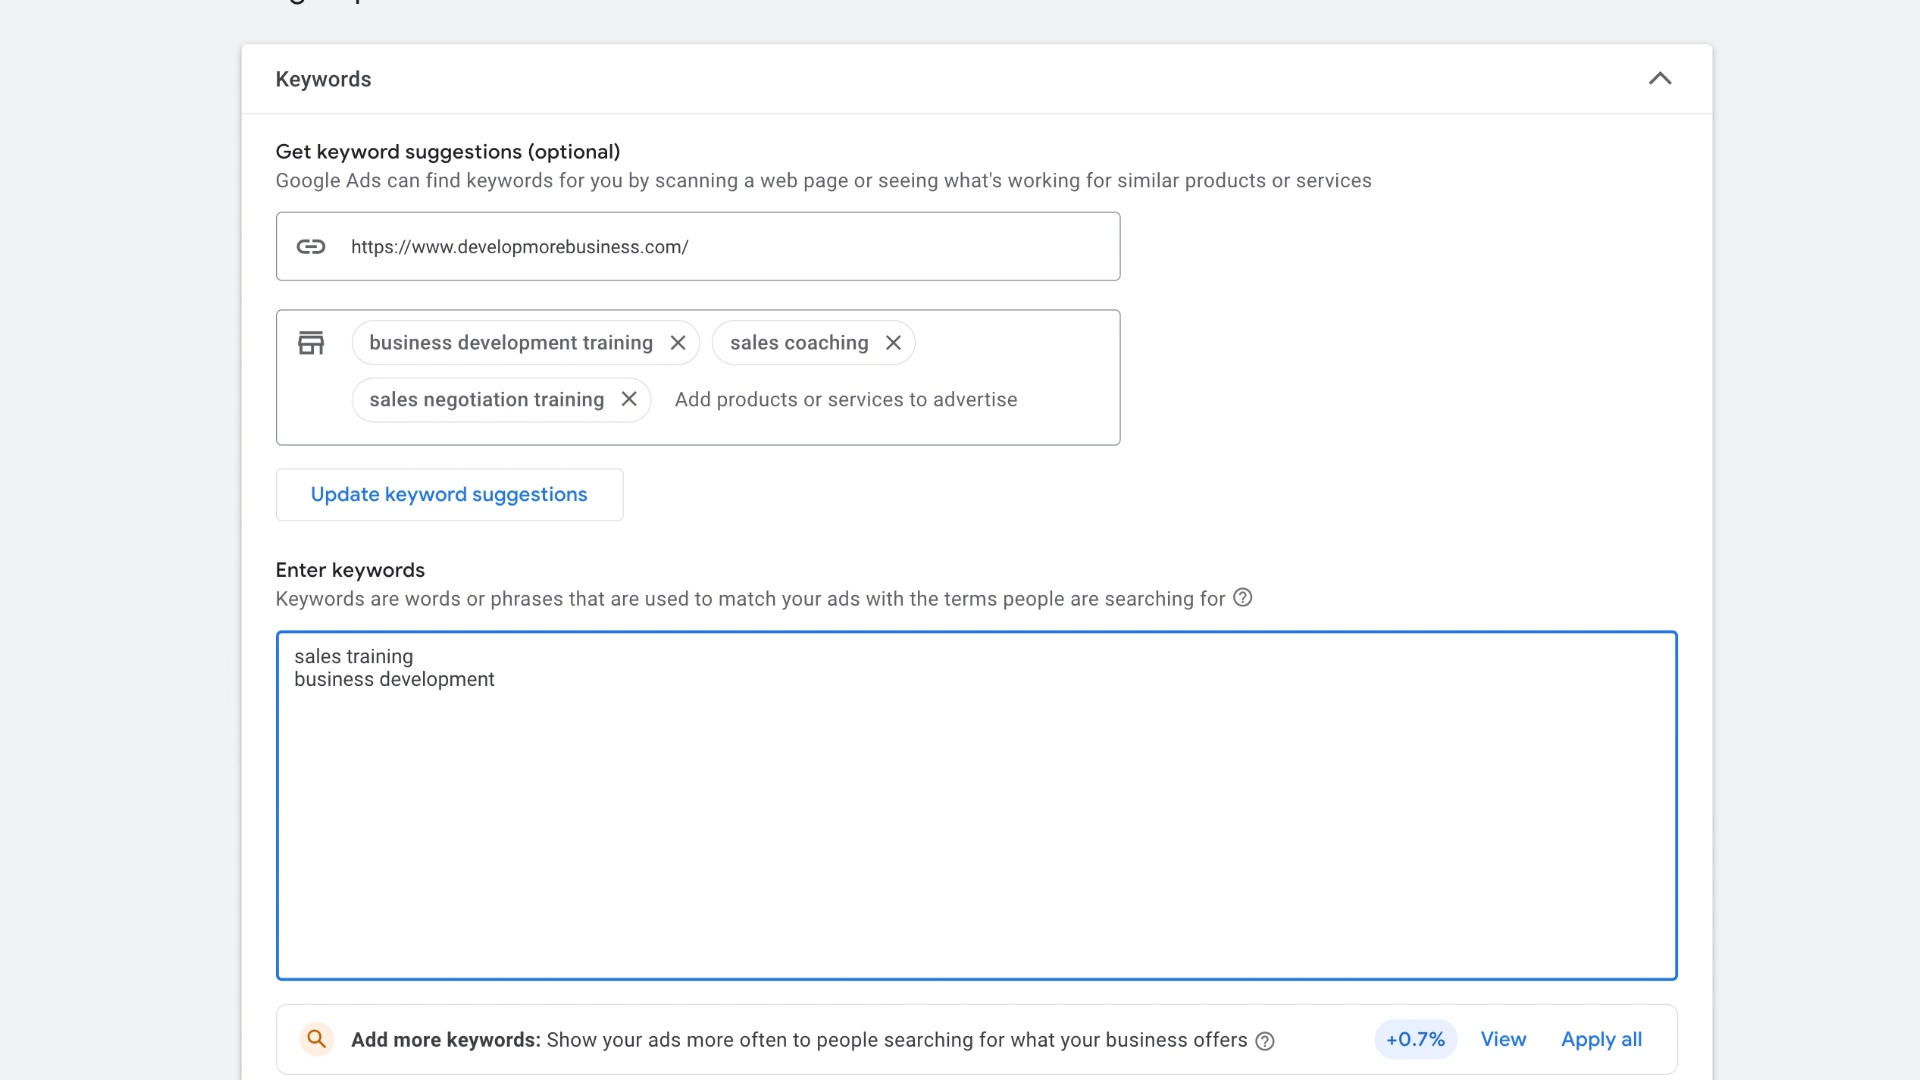 Keywords
Get keyword suggestions (optional)
Google Ads can find keywords for you by scanning a web page or seeing what's working for similar products or services
https://www.developmorebusiness.com/
business development training
sales coaching
sales negotiation training
Add products or services to advertise
Update keyword suggestions
Enter keywords
Keywords are words or phrases that are used to match your ads with the terms people are searching for
sales training
business development
Add more keywords: Show your ads more often to people searching for what your business offers
+0.7%
View
Apply all